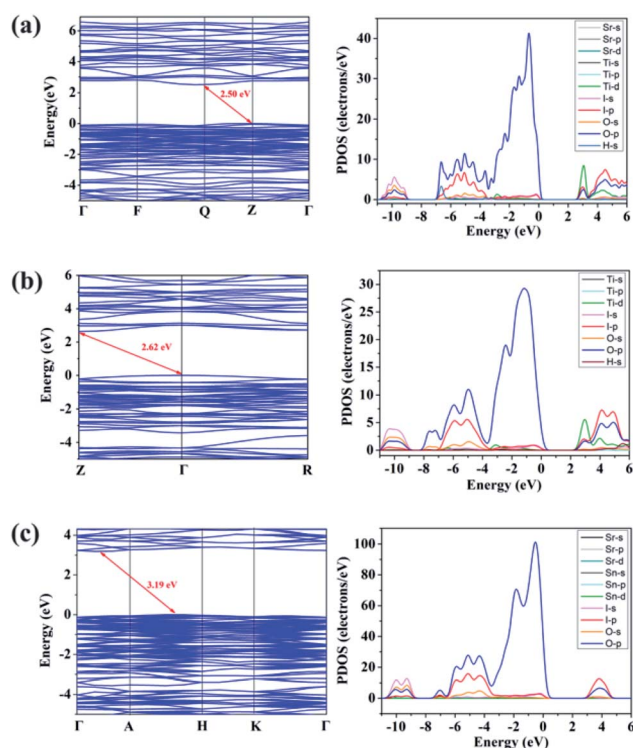 (a)
Energy(eV)
6
4
2
0
-2
-4
2.50 eV
Γ F Q Z Γ
PDOS (electrons/eV)
40
30
20
10
0
-10 -8 -6 -4 -2 0 2 4 6
Energy (eV)
Sr-s
Sr-p
Sr-d
Ti-s
Ti-p
Ti-d
I-s
I-p
O-s
O-p
H-s
(b)
Energy (eV)
6
4
2
0
-2
-4
2.62 eV
Z Γ R
PDOS (electrons/eV)
30
25
20
15
10
5
0
-10 -8 -6 -4 -2 0 2 4 6
Energy (eV)
Ti-s
Ti-p
Ti-d
I-s
I-p
O-s
O-p
H-s
(c)
Energy (eV)
4
2
0
-2
-4
3.19 eV
Γ A H K Γ
PDOS (electrons/eV)
100
80
60
40
20
0
-10 -8 -6 -4 -2 0 2 4 6
Energy (eV)
Sr-s
Sr-p
Sr-d
Sn-s
Sn-p
Sn-d
I-s
I-p
O-s
O-p